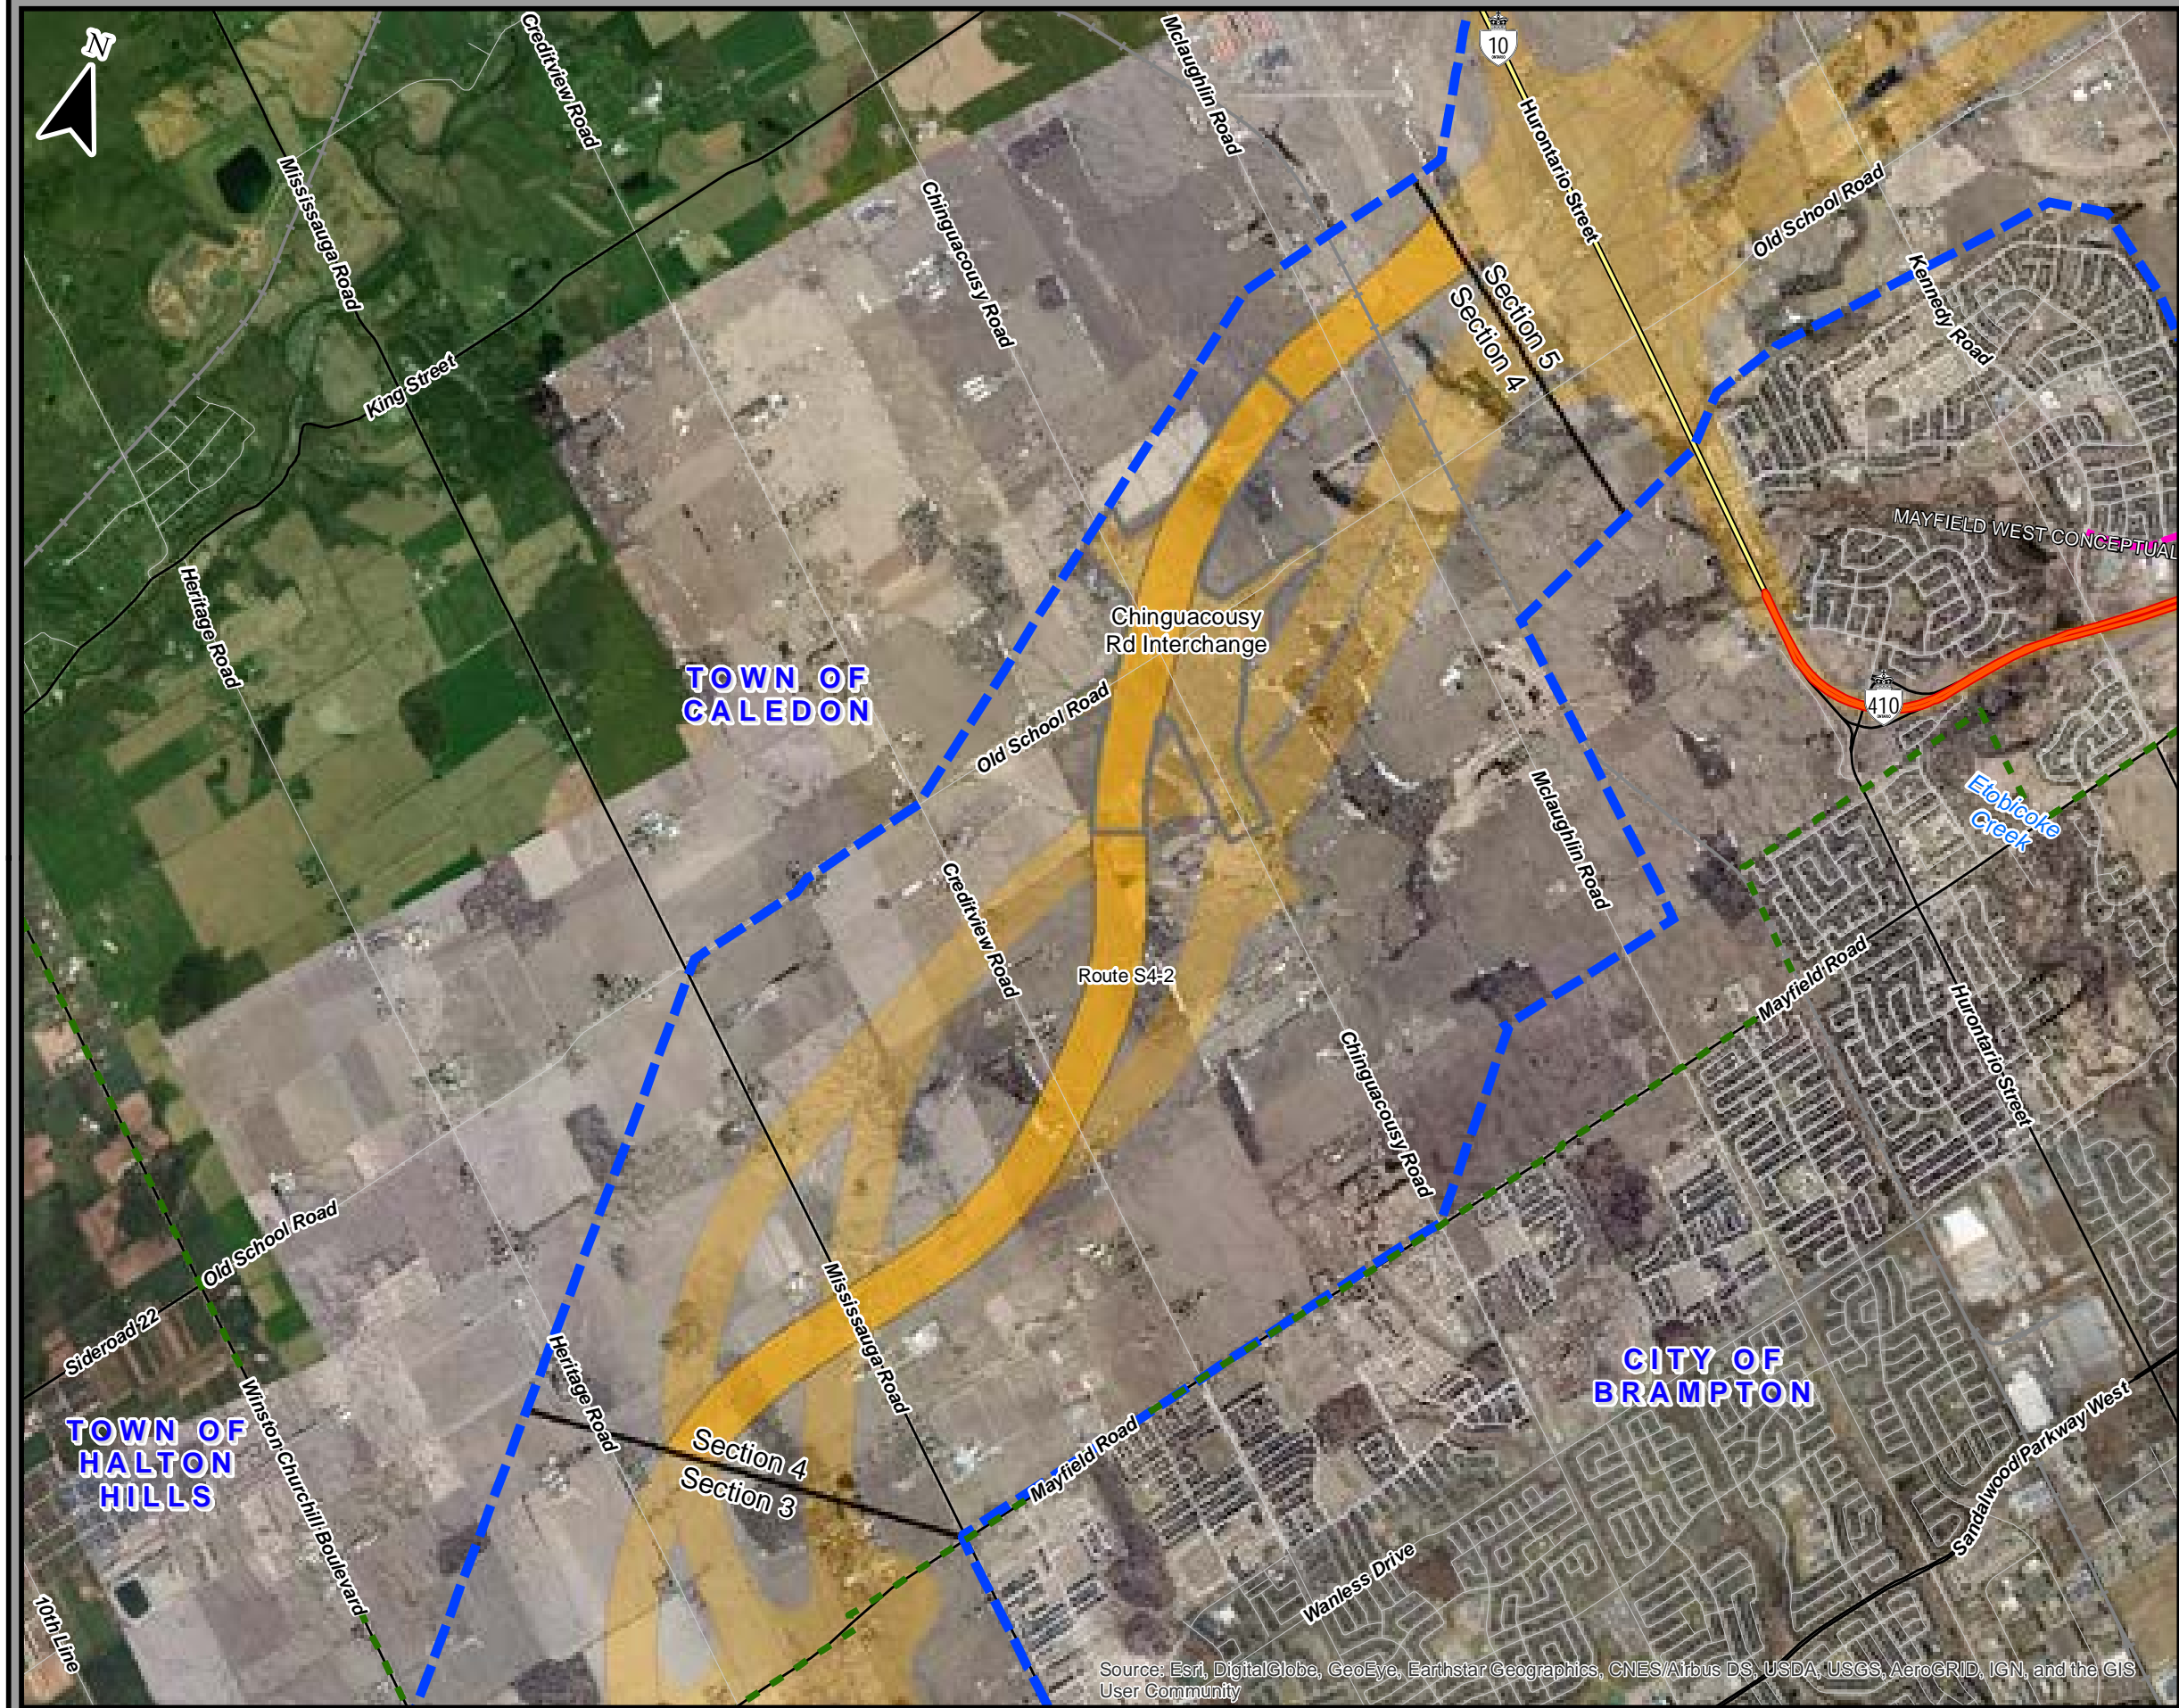 N
Creditview Road
Mclaughlin Road
10
ONTARIO
Hurontario Street
Mississauga Road
Chinguacousy Road
Old School Road
Kennedy Road
Section 5
Section 4
King Street
MAYFIELD WEST CONCEPTUAL
Heritage Road
Chinguacousy
Rd Interchange
TOWN OF
CALEDON
Old School Road
410
ONTARIO
Mclaughlin Road
Etobicoke
Creek
Creditview Road
Route S4-2
Mayfield Road
Hurontario Street
Chinguacousy Road
Old School Road
Sideroad 22
Mississauga Road
Heritage Road
CITY OF
BRAMPTON
Winston Churchill Boulevard
TOWN OF
HALTON
HILLS
Section 4
Section 3
Mayfield Road
Sandalwood Parkway West
Wanless Drive
10th Line
Source: Esri, DigitalGlobe, GeoEye, Earthstar Geographics, CNES/Airbus DS, USDA, USGS, AeroGRID, IGN, and the GIS
User Community